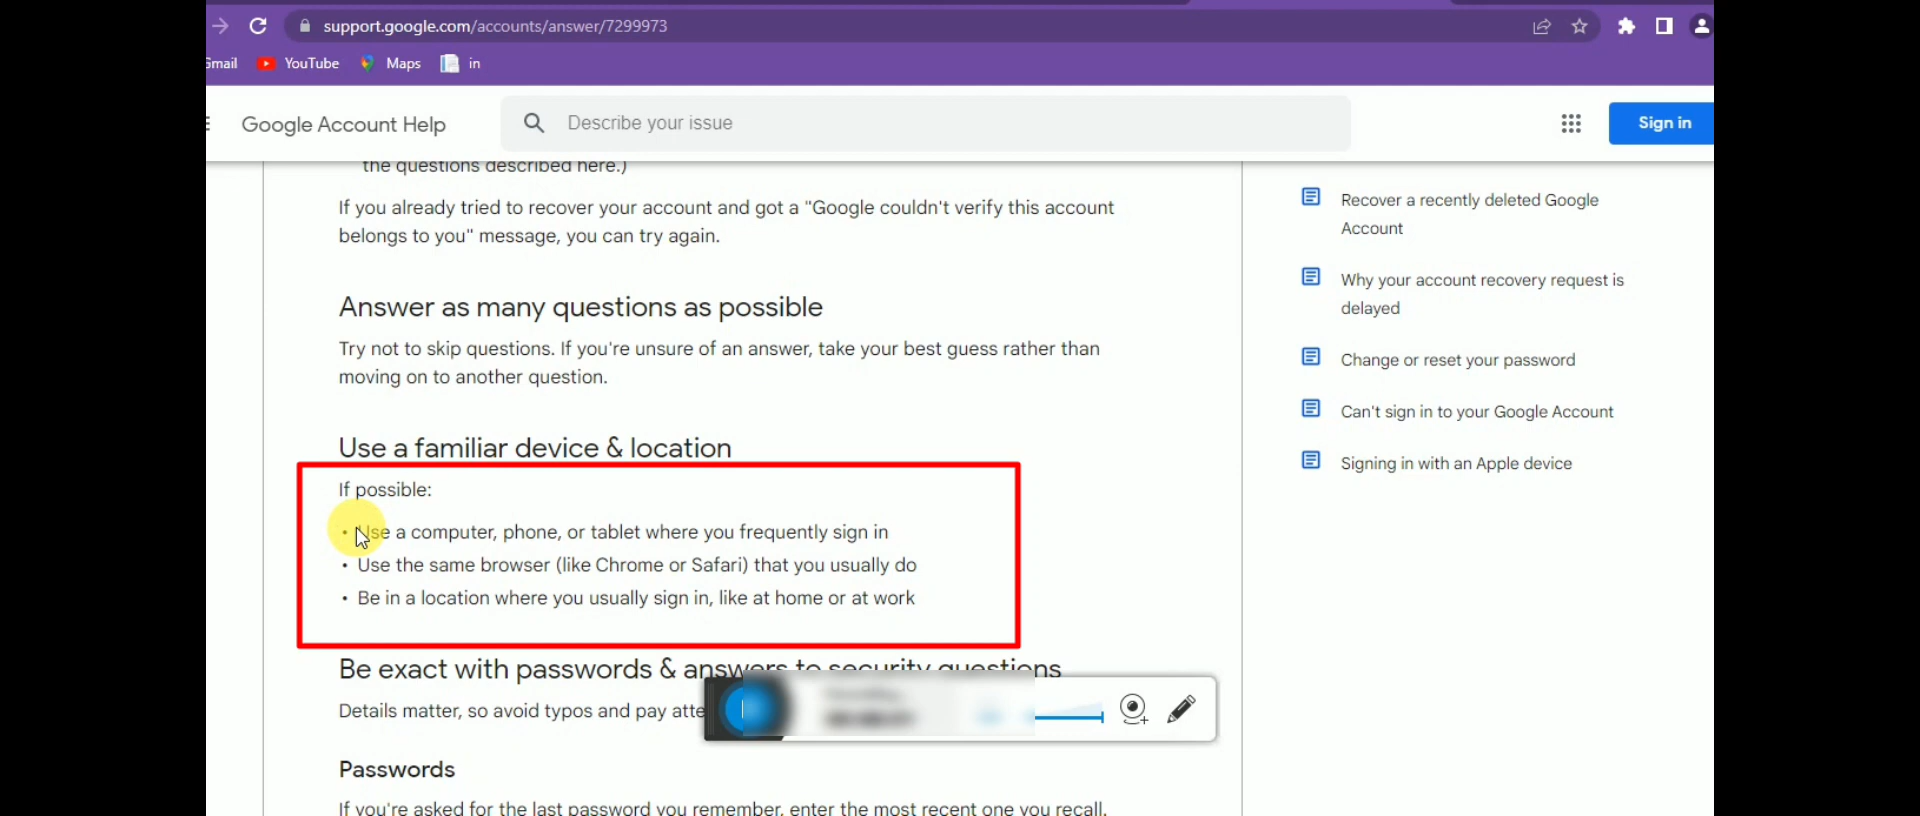 support.google.com/accounts/answer/7299973
Gmail YouTube Maps in
Google Account Help
Describe your issue
Sign in
the questions described here.)
If you already tried to recover your account and got a "Google couldn't verify this account
belongs to you" message, you can try again.
Answer as many questions as possible
Try not to skip questions. If you're unsure of an answer, take your best guess rather than
moving on to another question.
Use a familiar device & location
If possible:
• Use a computer, phone, or tablet where you frequently sign in
• Use the same browser (like Chrome or Safari) that you usually do
• Be in a location where you usually sign in, like at home or at work
Be exact with passwords & answers to security questions
Details matter, so avoid typos and pay atte
Passwords
If you're asked for the last password you remember, enter the most recent one you recall.
Recover a recently deleted Google
Account
Why your account recovery request is
delayed
Change or reset your password
Can't sign in to your Google Account
Signing in with an Apple device